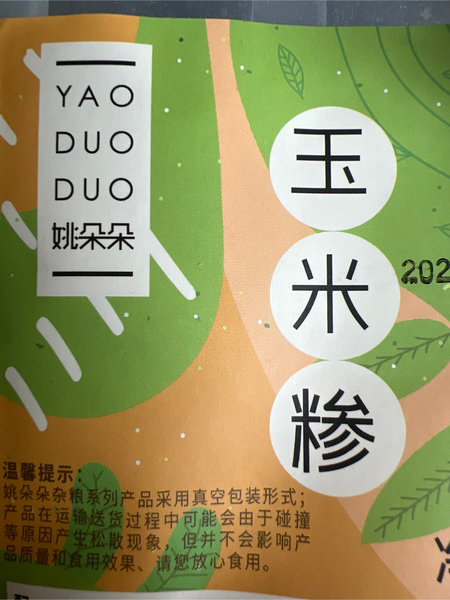 YAO
DUO
DUO
姚朵朵
玉
米
糁
202
温馨提示:
姚朵朵杂粮系列产品采用真空包装形式;
产品在运输送货过程中可能会由于碰撞
等原因产生松散现象,但并不会影响产
品质量和食用效果、请您放心食用。